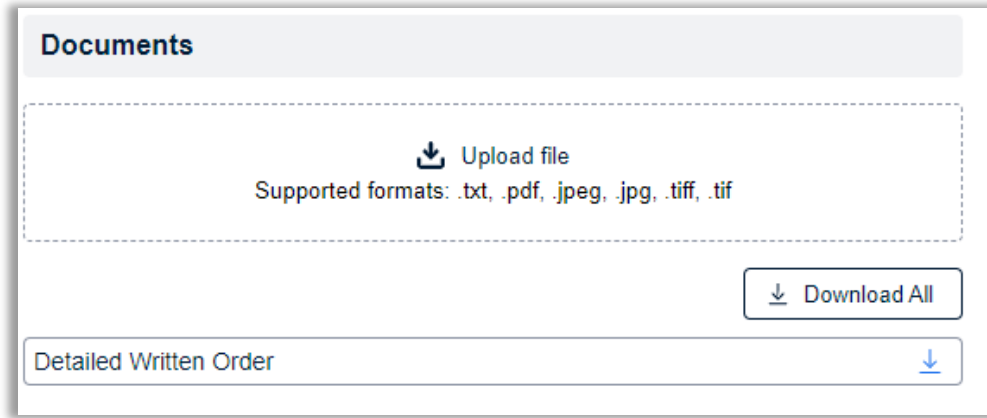 Documents
Upload file
Supported formats: .txt, .pdf, .jpeg, .jpg, .tiff, .tif
Download All
Detailed Written Order